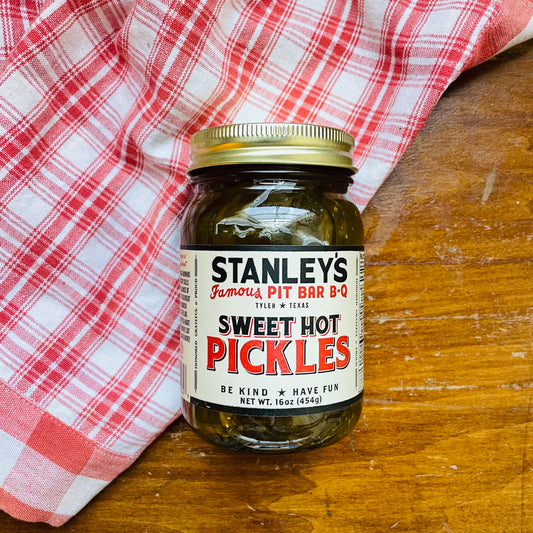 STANLEY'S
Famous PIT BAR B-Q
TYLER ★ TEXAS
SWEET HOT
PICKLES
BE KIND ★ HAVE FUN
NET WT. 16oz (454g)